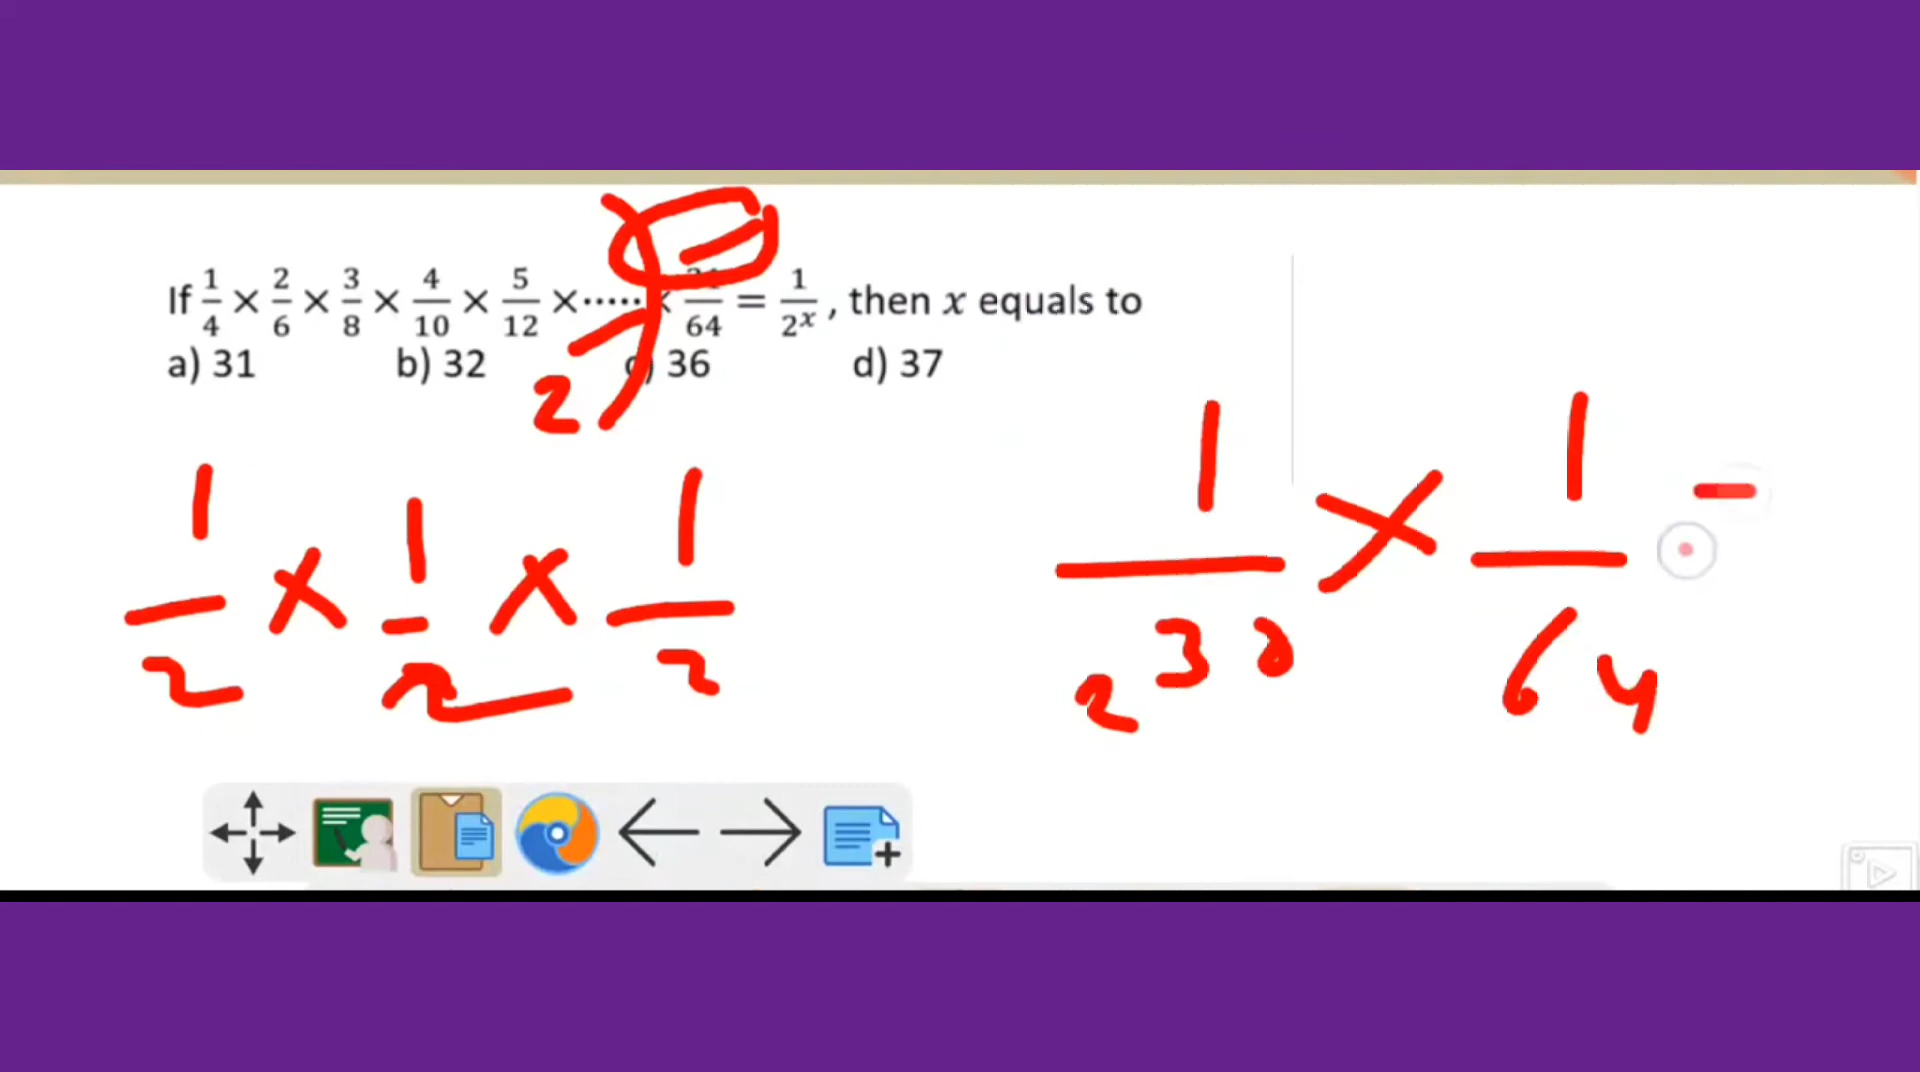 If 1/4 × 2/6 × 3/8 × 4/10 × 5/12 ×..... × 31/64 = 1/2^x , then x equals to
a) 31 b) 32 c) 36 d) 37
2
1/2 × 1/2 × 1/2
1/2^30 × 1/64 =